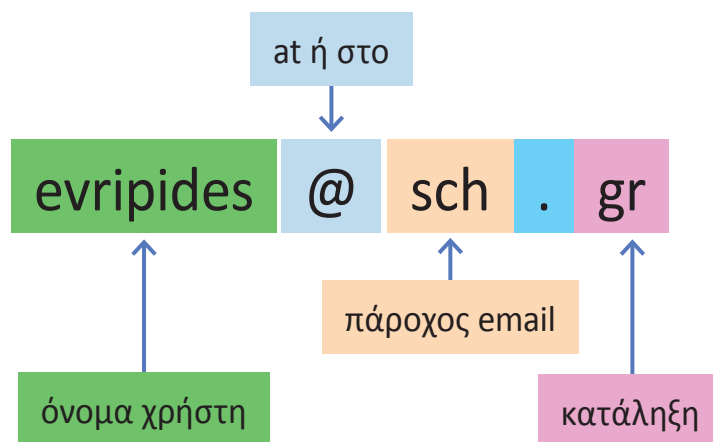 at ή στο
evripides @ sch . gr
πάροχος email
όνομα χρήστη
κατάληξη